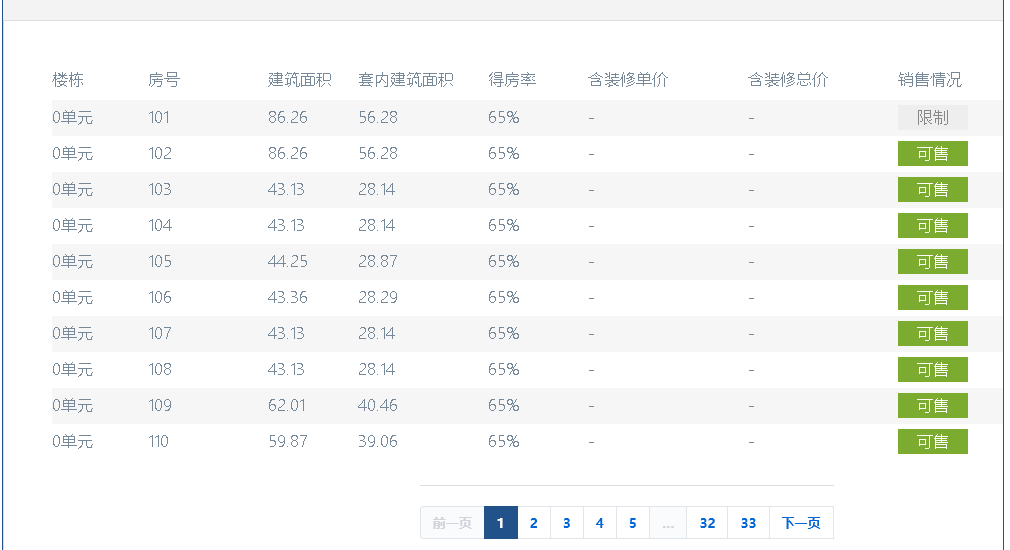 楼栋 房号 建筑面积 套内建筑面积 得房率 含装修单价 含装修总价 销售情况
0单元 101 86.26 56.28 65% - - 限制
0单元 102 86.26 56.28 65% - - 可售
0单元 103 43.13 28.14 65% - - 可售
0单元 104 43.13 28.14 65% - - 可售
0单元 105 44.25 28.87 65% - - 可售
0单元 106 43.36 28.29 65% - - 可售
0单元 107 43.13 28.14 65% - - 可售
0单元 108 43.13 28.14 65% - - 可售
0单元 109 62.01 40.46 65% - - 可售
0单元 110 59.87 39.06 65% - - 可售
前一页 1 2 3 4 5 ... 32 33 下一页